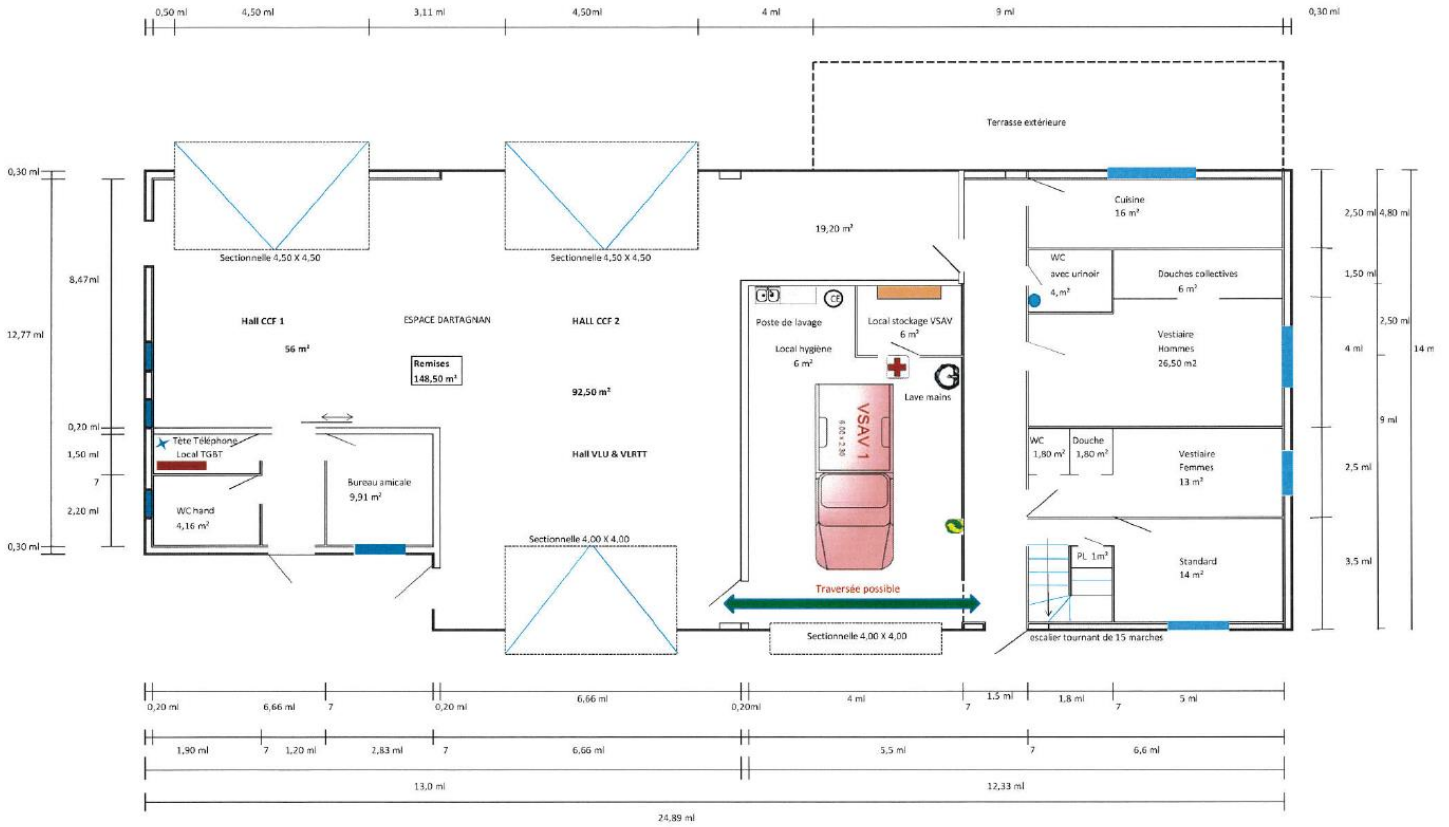 0,50 ml 4,50 ml 3,11 ml 4,50ml 4 ml 9 ml 0,30 ml
Terrasse extérieure
0,30 ml
Cuisine
16 m²
2,50 ml 4,80 ml
19,20 m²
Sectionnelle 4,50 X 4,50
Sectionnelle 4,50 X 4,50
WC
avec urinoir
4, m²
Douches collectives
6 m²
1,50 ml
8,47ml
CE
Hall CCF 1
56 m²
ESPACE DARTAGNAN
HALL CCF 2
Poste de lavage
Local hygiène
6 m²
Local stockage VSAV
6 m²
2,50 ml
12,77 ml
Vestiaire
Hommes
26,50 m2
4 ml
14 m
Remises
148,50 m²
92,50 m²
Lave mains
VSAV 1
6.00 x 2.30
9 ml
0,20 ml
Tête Téléphone
Local TGBT
1,50 ml
Hall VLU & VLRTT
WC
1,80 m²
Douche
1,80 m²
Vestiaire
Femmes
13 m²
2,5 ml
7
Bureau amicale
9,91 m²
2,20 ml
WC hand
4,16 m²
0,30 ml
Sectionnelle 4,00 X 4,00
PL 1m²
Standard
14 m²
3,5 ml
Traversée possible
Sectionnelle 4,00 X 4,00
escalier tournant de 15 marches
0,20 ml 6,66 ml 7 0,20 ml 6,66 ml 0,20ml 4 ml 7 1,5 ml 1,8 ml 7 5 ml
1,90 ml 7 1,20 ml 2,83 ml 7 6,66 ml 5,5 ml 7 6,6 ml
13,0 ml 12,33 ml
24,89 ml